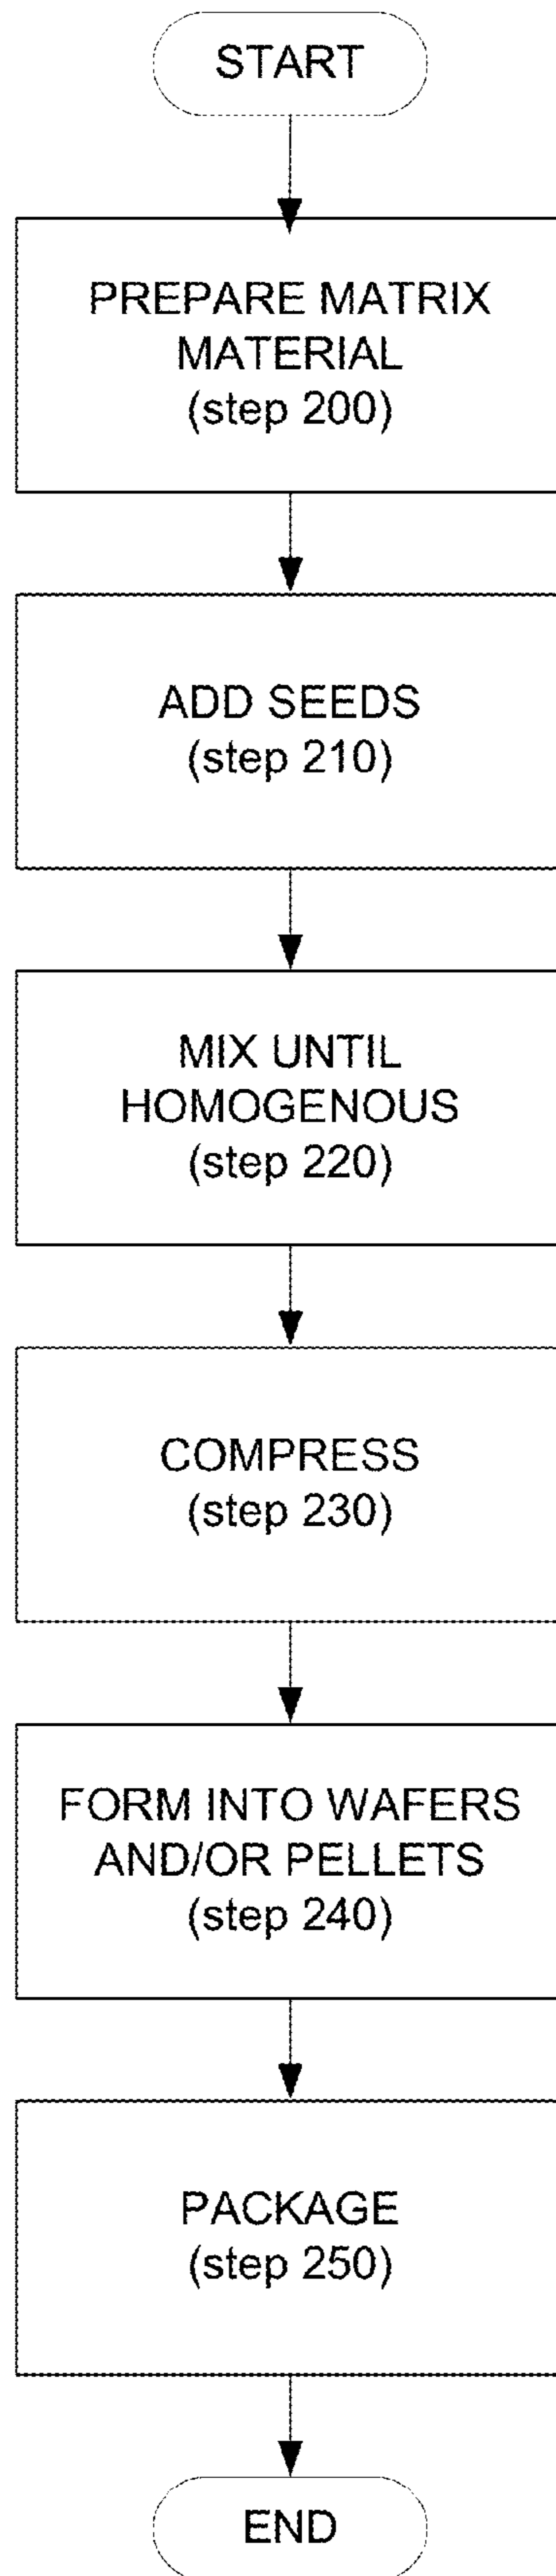 START
PREPARE MATRIX
MATERIAL
(step 200)
ADD SEEDS
(step 210)
MIX UNTIL
HOMOGENOUS
(step 220)
COMPRESS
(step 230)
FORM INTO WAFERS
AND/OR PELLETS
(step 240)
PACKAGE
(step 250)
END